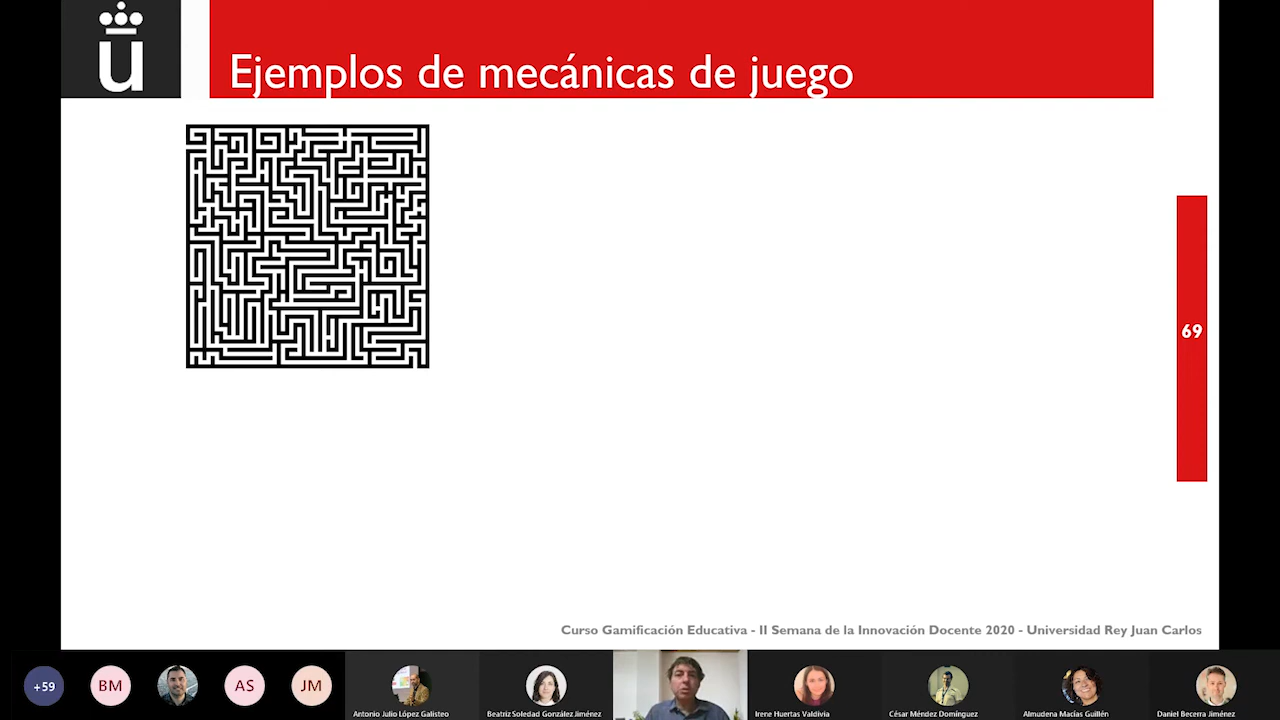 u
Ejemplos de mecánicas de juego
69
Curso Gamificación Educativa - II Semana de la Innovación Docente 2020 - Universidad Rey Juan Carlos
+59
BM
AS
JM
Antonio Julio López Galisteo
Beatriz Soledad González Jiménez
Irene Huertas Valdivia
César Méndez Domínguez
Almudena Macías Guillén
Daniel Becerra Jiménez